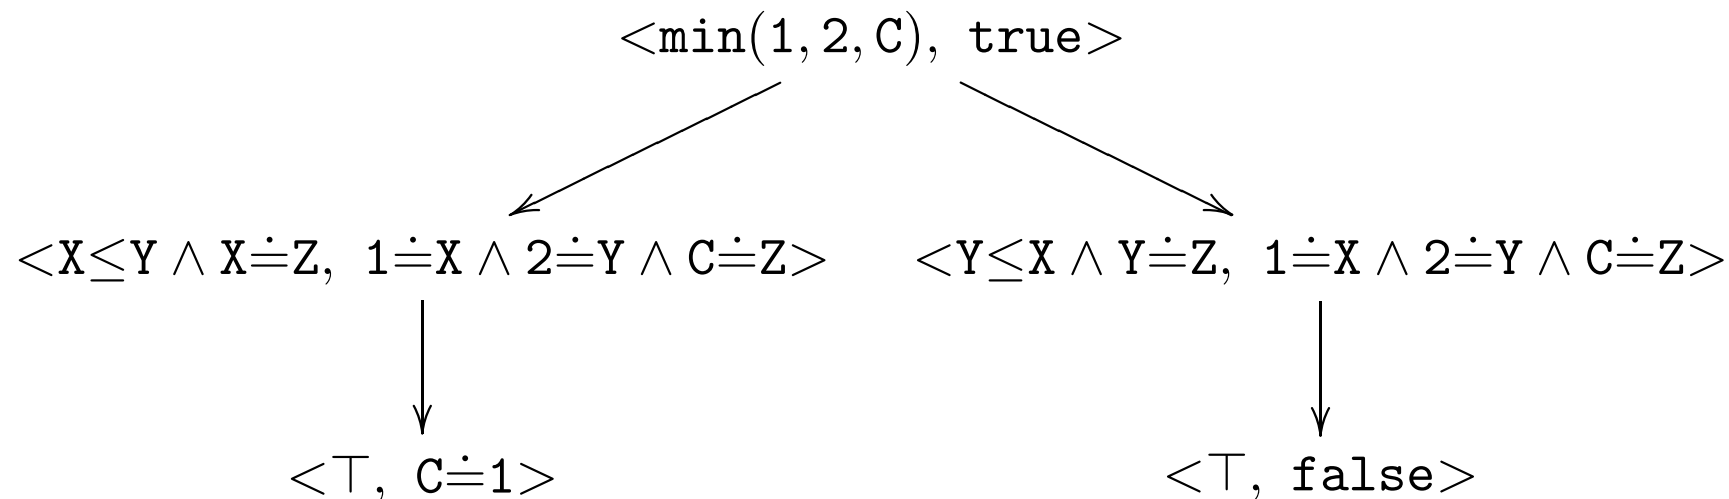 <min(1,2,C), true>
<X≤Y ∧ X≐Z, 1≐X ∧ 2≐Y ∧ C≐Z> <Y≤X ∧ Y≐Z, 1≐X ∧ 2≐Y ∧ C≐Z>
<⊤, C≐1> <⊤, false>